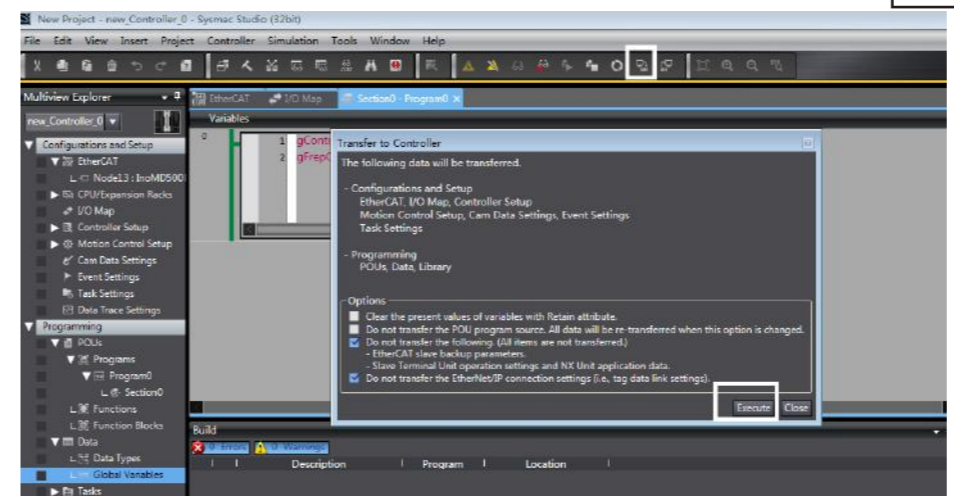 New Project - new_Controller_0 - Sysmac Studio (32bit)
File Edit View Insert Project Controller Simulation Tools Window Help
Multiview Explorer
EtherCAT I/O Map Section0 - Program0 x
new_Controller_0
Variables
Configurations and Setup
EtherCAT
Node13 : InoMD500
CPU/Expansion Racks
I/O Map
Controller Setup
Motion Control Setup
Cam Data Settings
Event Settings
Task Settings
Data Trace Settings
Programming
POUs
Programs
Program0
Section0
Functions
Function Blocks
Data
Data Types
Global Variables
Tasks
0
1 gCont
2
Transfer to Controller
The following data will be transferred.
- Configurations and Setup
EtherCAT, I/O Map, Controller Setup
Motion Control Setup, Cam Data Settings, Event Settings
Task Settings
- Programming
POUs, Data, Library
Options
Clear the present values of variables with Retain attribute.
Do not transfer the POU program source. All data will be re-transferred when this option is changed.
Do not transfer the following. (All items are not transferred.)
- EtherCAT slave backup parameters.
- Slave Terminal Unit operation settings and NX Unit application data.
Do not transfer the EtherNet/IP connection settings (i.e., tag data link settings).
Execute Close
Build
0 Errors 0 Warnings
Description Program Location